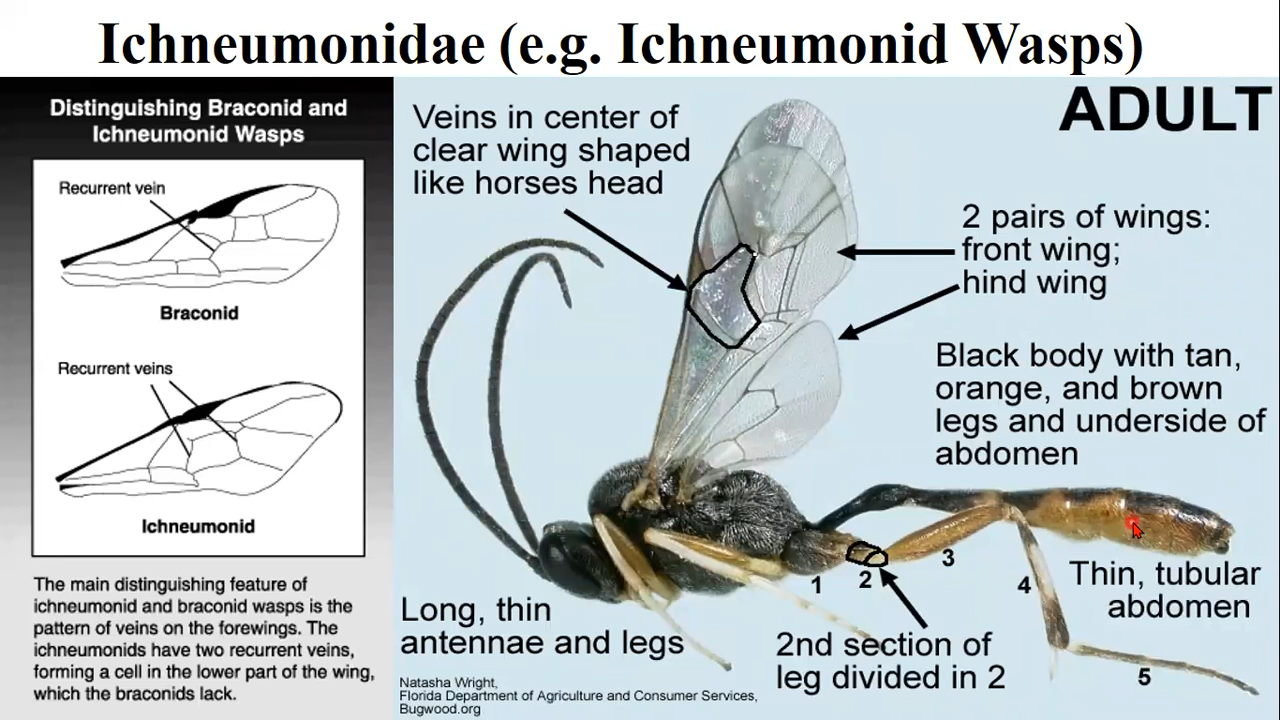 Ichneumonidae (e.g. Ichneumonid Wasps)
Distinguishing Braconid and
Ichneumonid Wasps
Recurrent vein
Braconid
Recurrent veins
Ichneumonid
The main distinguishing feature of
ichneumonid and braconid wasps is the
pattern of veins on the forewings. The
ichneumonids have two recurrent veins,
forming a cell in the lower part of the wing,
which the braconids lack.
ADULT
Veins in center of
clear wing shaped
like horses head
2 pairs of wings:
front wing;
hind wing
Black body with tan,
orange, and brown
legs and underside of
abdomen
1
2
3
4
5
Thin, tubular
abdomen
Long, thin
antennae and legs
2nd section of
leg divided in 2
Natasha Wright,
Florida Department of Agriculture and Consumer Services,
Bugwood.org